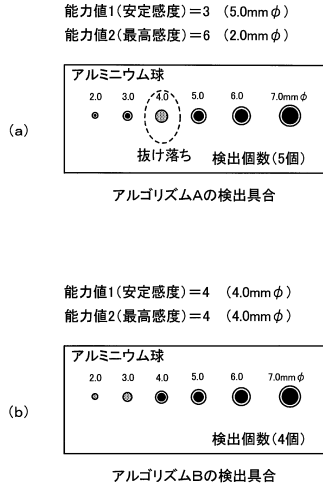 能力値1(安定感度)=3 (5.0mmφ)
能力値2(最高感度)=6 (2.0mmφ)
(a)
アルミニウム球
2.0 3.0 4.0 5.0 6.0 7.0mmφ
抜け落ち 検出個数(5個)
アルゴリズムAの検出具合
能力値1(安定感度)=4 (4.0mmφ)
能力値2(最高感度)=4 (4.0mmφ)
(b)
アルミニウム球
2.0 3.0 4.0 5.0 6.0 7.0mmφ
検出個数(4個)
アルゴリズムBの検出具合